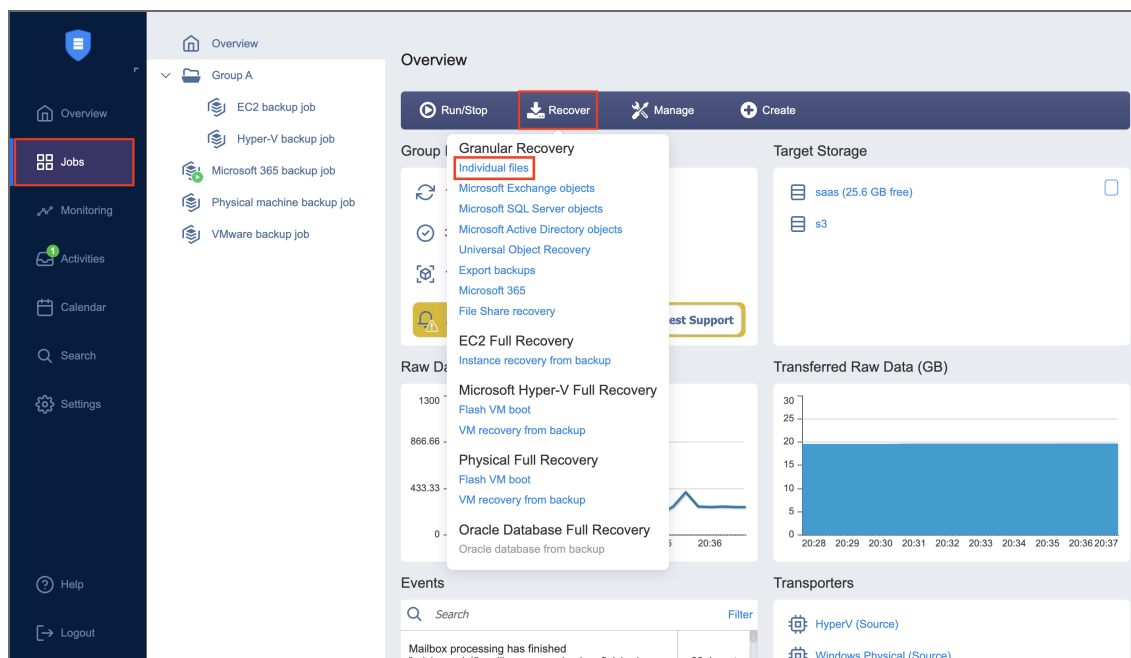 Overview
Jobs
Monitoring
1
Activities
Calendar
Search
Settings
Help
Logout
Overview
Group A
EC2 backup job
Hyper-V backup job
Microsoft 365 backup job
Physical machine backup job
VMware backup job
Overview
Run/Stop
Recover
Manage
Create
Group
Granular Recovery
Individual files
Microsoft Exchange objects
Microsoft SQL Server objects
Microsoft Active Directory objects
Universal Object Recovery
Export backups
Microsoft 365
File Share recovery
EC2 Full Recovery
Instance recovery from backup
Microsoft Hyper-V Full Recovery
Flash VM boot
VM recovery from backup
Physical Full Recovery
Flash VM boot
VM recovery from backup
Oracle Database Full Recovery
Oracle database from backup
est Support
Target Storage
saas (25.6 GB free)
s3
Raw Da
1300
866.66
433.33
0
20:36
Transferred Raw Data (GB)
30
25
20
15
10
5
0
20:28 20:29 20:30 20:31 20:32 20:33 20:34 20:35 20:36 20:37
Events
Search
Filter
Mailbox processing has finished
Transporters
HyperV (Source)
Windows Physical (Source)